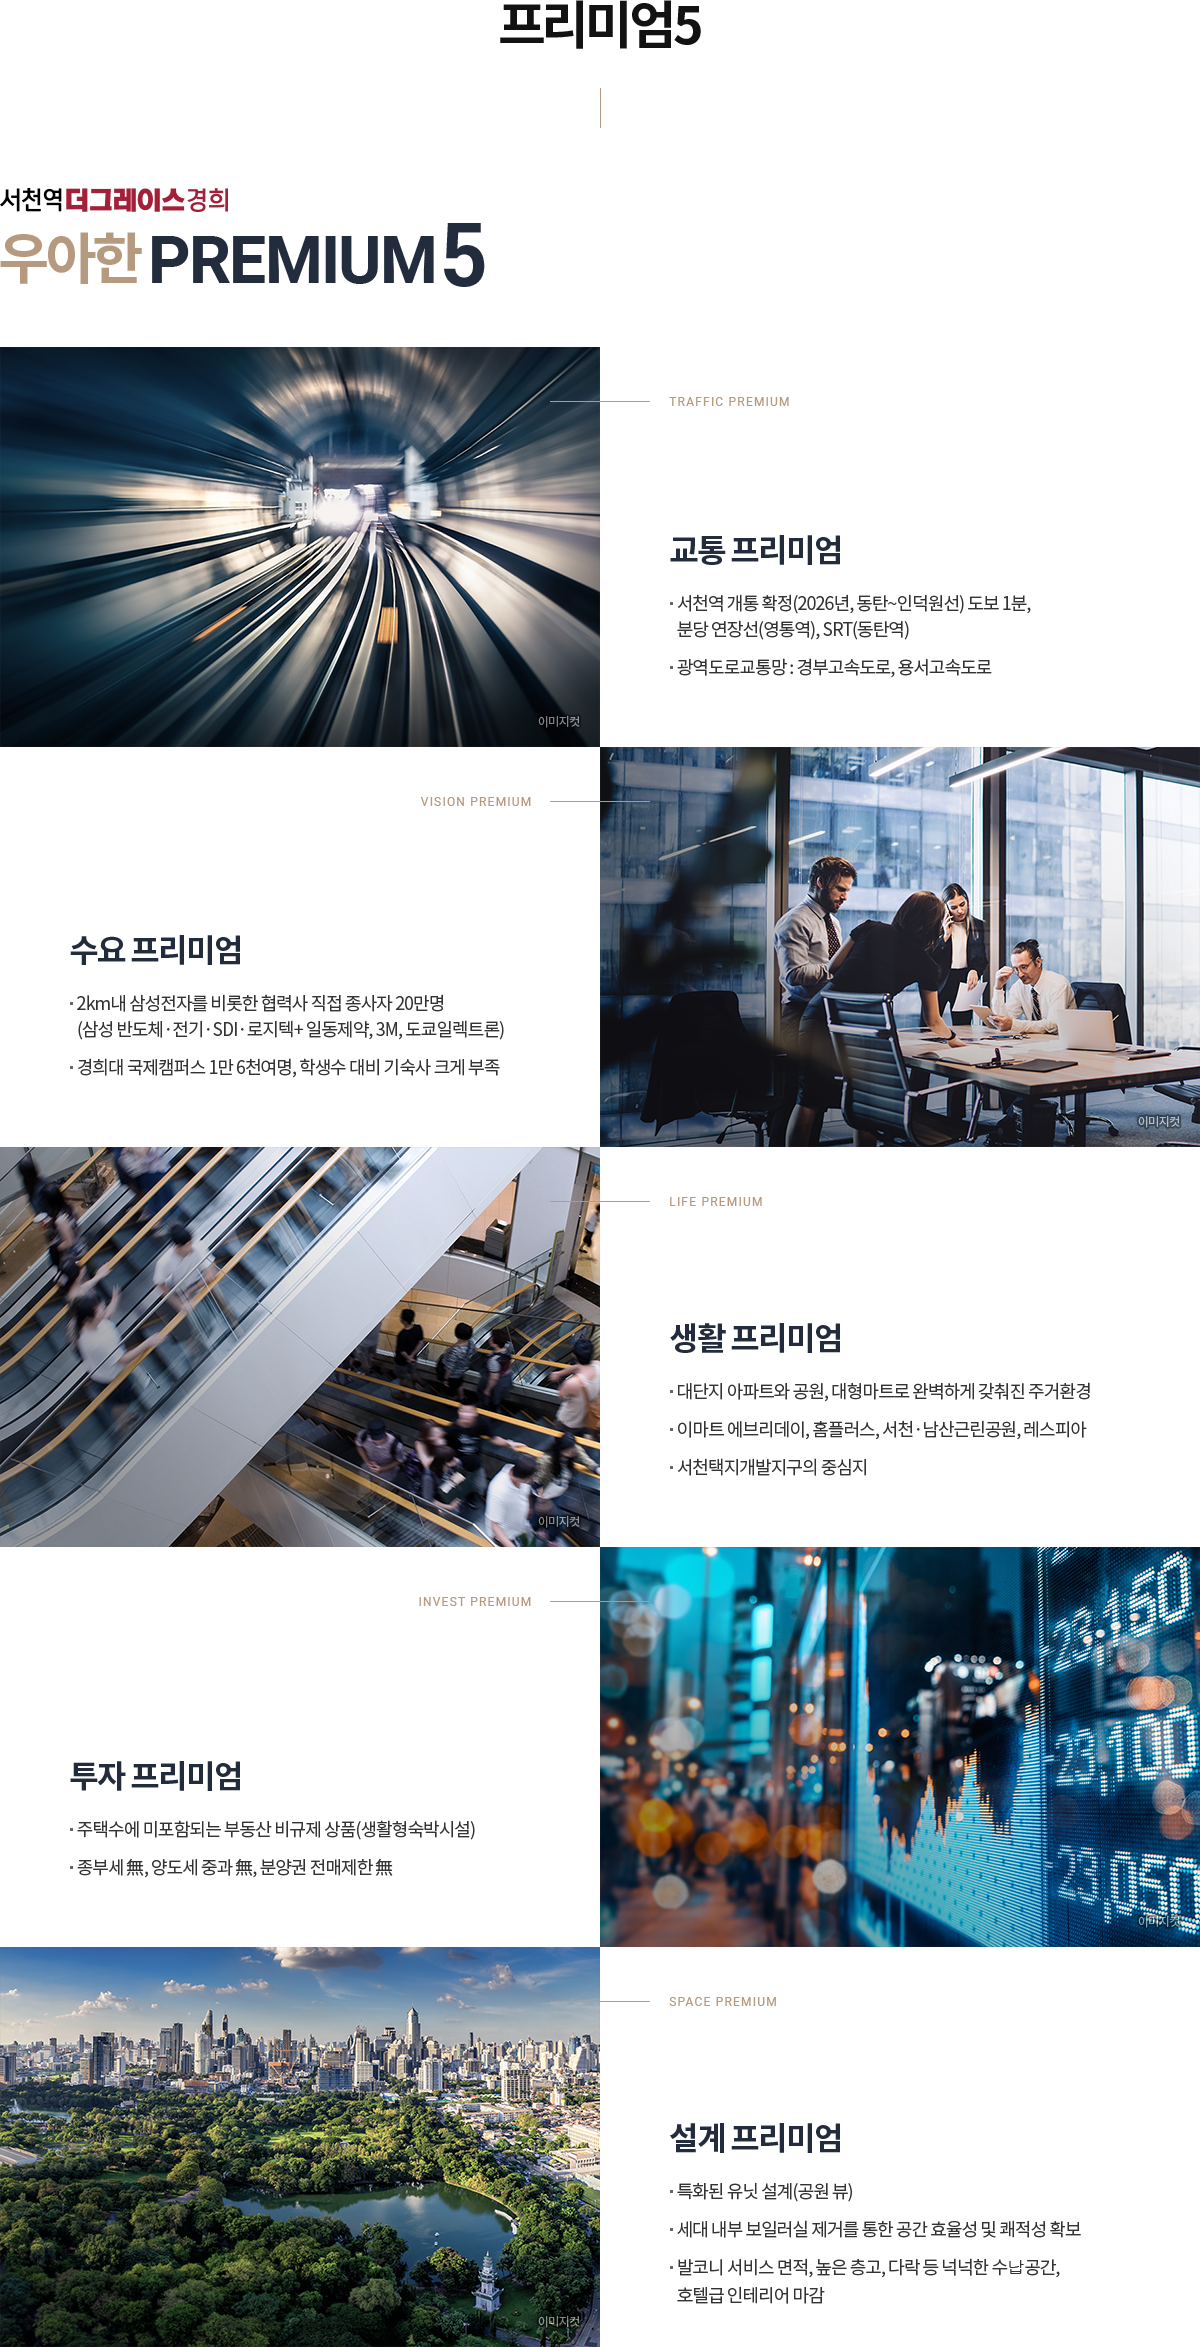 프리미엄5
서천역더그레이스경희
우아한 PREMIUM5
TRAFFIC PREMIUM
교통 프리미엄
· 서천역 개통 확정(2026년, 동탄~인덕원선) 도보 1분,
분당 연장선(영통역), SRT(동탄역)
· 광역도로교통망 : 경부고속도로, 용서고속도로
이미지컷
VISION PREMIUM
수요 프리미엄
· 2km내 삼성전자를 비롯한 협력사 직접 종사자 20만명
(삼성 반도체·전기·SDI·로지텍+ 일동제약, 3M, 도쿄일렉트론)
· 경희대 국제캠퍼스 1만 6천여명, 학생수 대비 기숙사 크게 부족
이미지컷
LIFE PREMIUM
생활 프리미엄
· 대단지 아파트와 공원, 대형마트로 완벽하게 갖춰진 주거환경
· 이마트 에브리데이, 홈플러스, 서천·남산근린공원, 레스피아
· 서천택지개발지구의 중심지
이미지컷
INVEST PREMIUM
23,160
23,100
23,050
투자 프리미엄
· 주택수에 미포함되는 부동산 비규제 상품(생활형숙박시설)
· 종부세 無, 양도세 중과 無, 분양권 전매제한 無
이미지컷
SPACE PREMIUM
설계 프리미엄
· 특화된 유닛 설계(공원 뷰)
· 세대 내부 보일러실 제거를 통한 공간 효율성 및 쾌적성 확보
· 발코니 서비스 면적, 높은 층고, 다락 등 넉넉한 수납공간,
호텔급 인테리어 마감
이미지컷